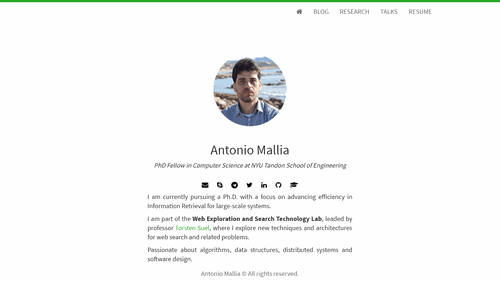 BLOG RESEARCH TALKS RESUME
Antonio Mallia
PhD Fellow in Computer Science at NYU Tandon School of Engineering
I am currently pursuing a Ph.D. with a focus on advancing efficiency in
Information Retrieval for large-scale systems.
I am part of the Web Exploration and Search Technology Lab, leaded by
professor Torsten Suel, where I explore new techniques and architectures
for web search and related problems.
Passionate about algorithms, data structures, distributed systems and
software design.
Antonio Mallia © All rights reserved.